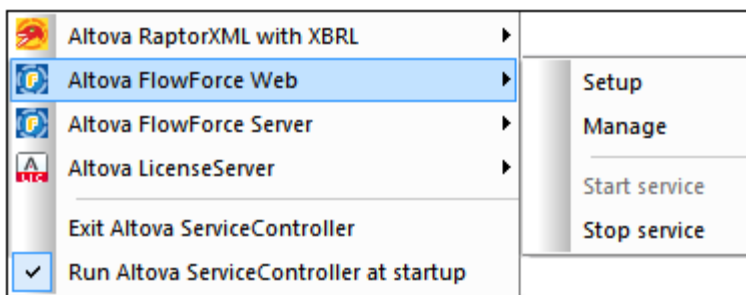 Altova RaptorXML with XBRL
Altova FlowForce Web
Altova FlowForce Server
Altova LicenseServer
Exit Altova ServiceController
Run Altova ServiceController at startup
Setup
Manage
Start service
Stop service